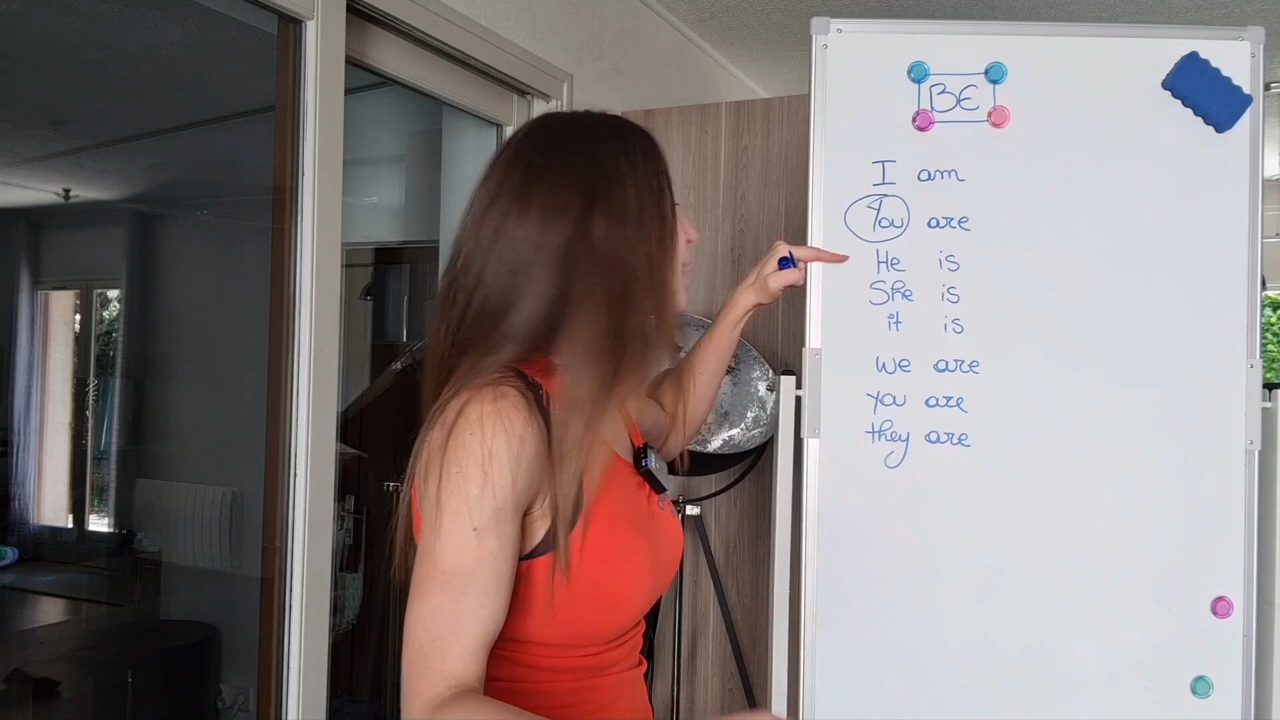 BE
I am
You are
He is
She is
it is
we are
you are
they are